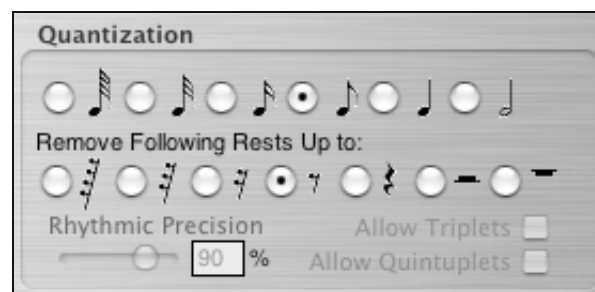 Quantization
Remove Following Rests Up to:
Rhythmic Precision
Allow Triplets
90 %
Allow Quintuplets